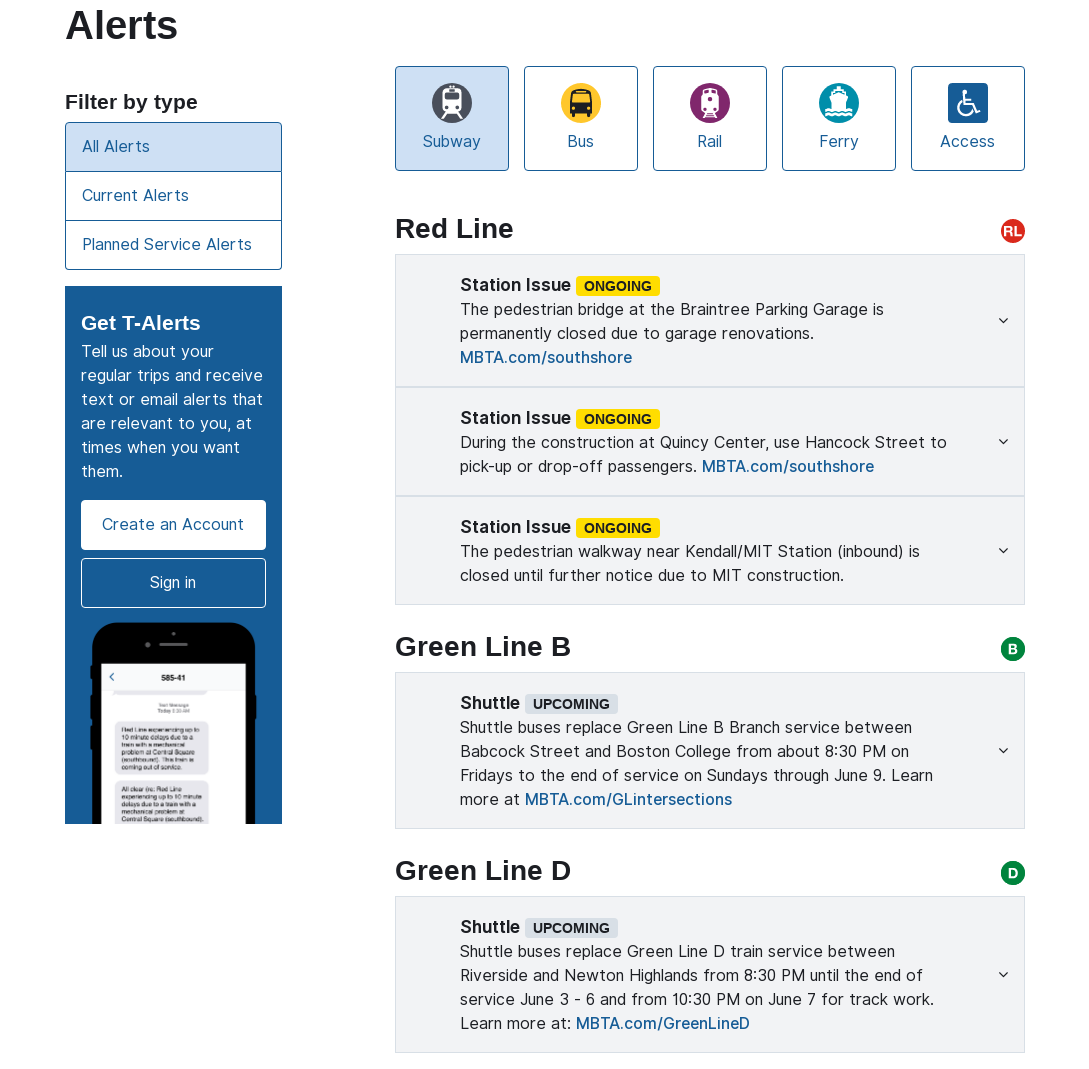 Alerts
Filter by type
All Alerts
Current Alerts
Planned Service Alerts
Get T-Alerts
Tell us about your
regular trips and receive
text or email alerts that
are relevant to you, at
times when you want
them.
Create an Account
Sign in
585-41
Text Message
Today 8:20 AM
Red Line experiencing up to
10 minute delays due to a
train with a mechanical
problem at Central Square
(southbound). This train is
coming out of service.
All clear (re: Red Line
experiencing up to 10 minute
delays due to a train with a
mechanical problem at
Central Square (southbound).
Subway
Bus
Rail
Ferry
Access
Red Line
RL
Station Issue ONGOING
The pedestrian bridge at the Braintree Parking Garage is
permanently closed due to garage renovations.
MBTA.com/southshore
Station Issue ONGOING
During the construction at Quincy Center, use Hancock Street to
pick-up or drop-off passengers. MBTA.com/southshore
Station Issue ONGOING
The pedestrian walkway near Kendall/MIT Station (inbound) is
closed until further notice due to MIT construction.
Green Line B
B
Shuttle UPCOMING
Shuttle buses replace Green Line B Branch service between
Babcock Street and Boston College from about 8:30 PM on
Fridays to the end of service on Sundays through June 9. Learn
more at MBTA.com/GLintersections
Green Line D
D
Shuttle UPCOMING
Shuttle buses replace Green Line D train service between
Riverside and Newton Highlands from 8:30 PM until the end of
service June 3 - 6 and from 10:30 PM on June 7 for track work.
Learn more at: MBTA.com/GreenLineD